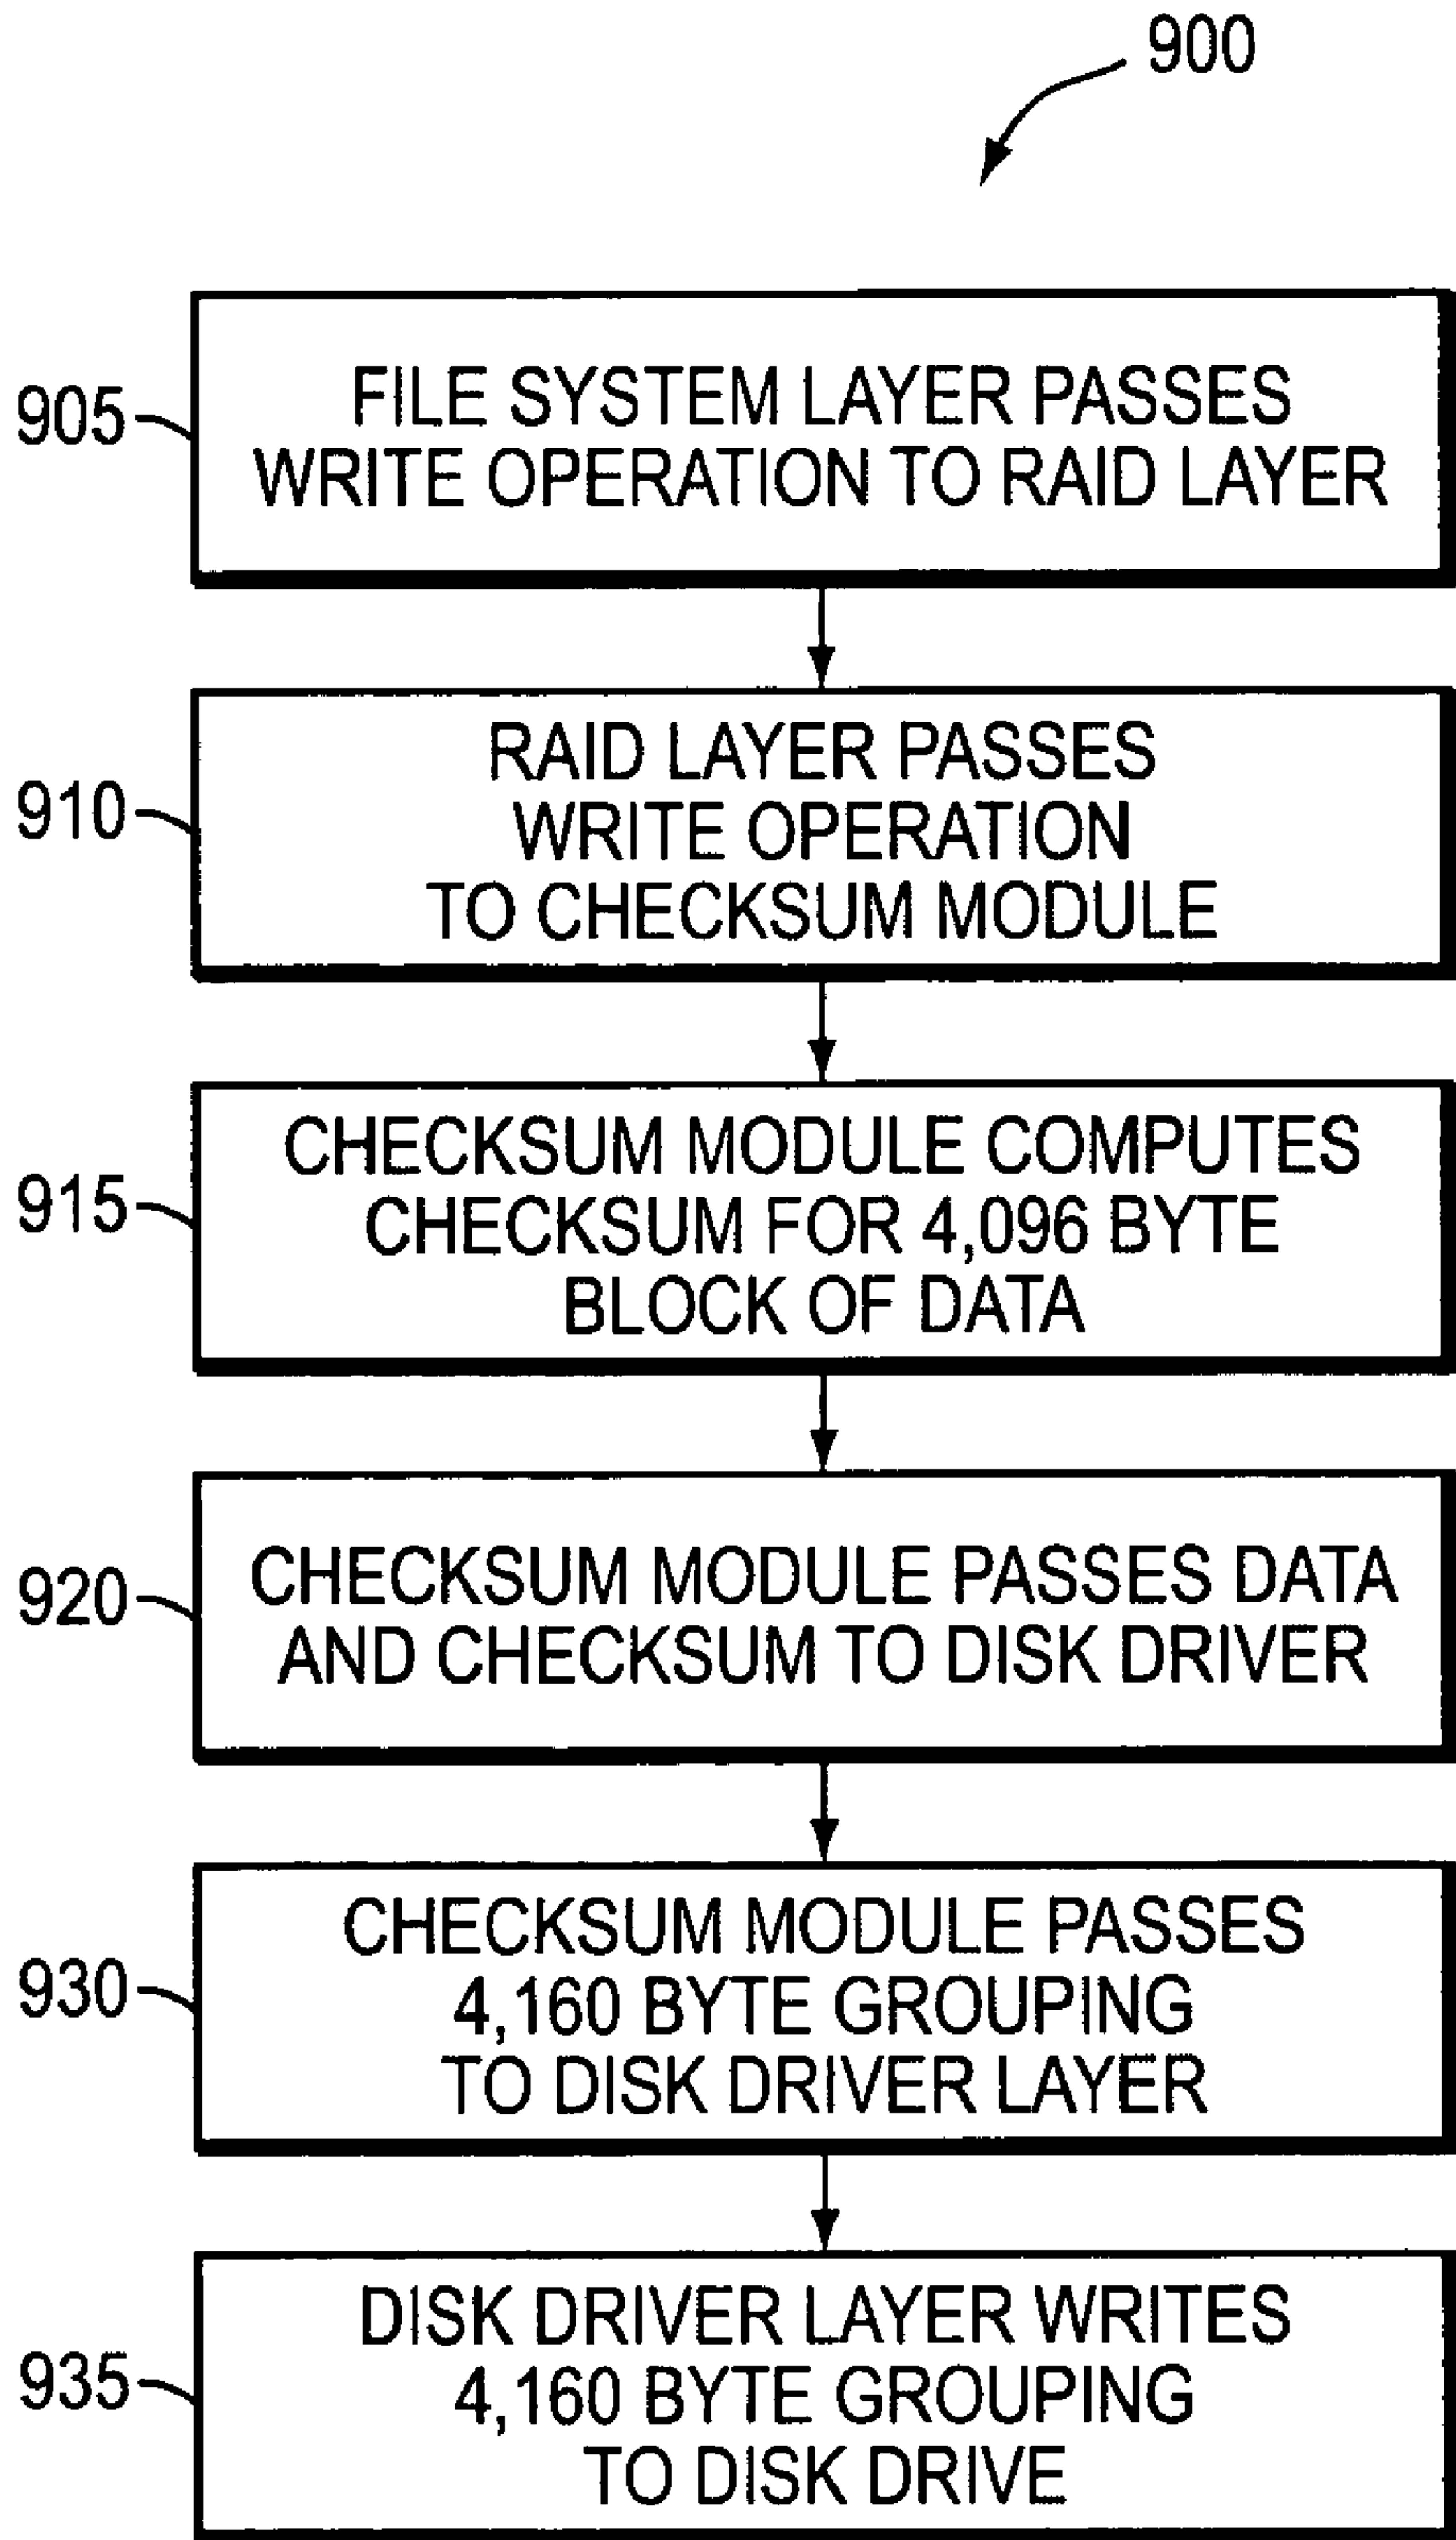 900
905
FILE SYSTEM LAYER PASSES
WRITE OPERATION TO RAID LAYER
910
RAID LAYER PASSES
WRITE OPERATION
TO CHECKSUM MODULE
915
CHECKSUM MODULE COMPUTES
CHECKSUM FOR 4,096 BYTE
BLOCK OF DATA
920
CHECKSUM MODULE PASSES DATA
AND CHECKSUM TO DISK DRIVER
930
CHECKSUM MODULE PASSES
4,160 BYTE GROUPING
TO DISK DRIVER LAYER
935
DISK DRIVER LAYER WRITES
4,160 BYTE GROUPING
TO DISK DRIVE